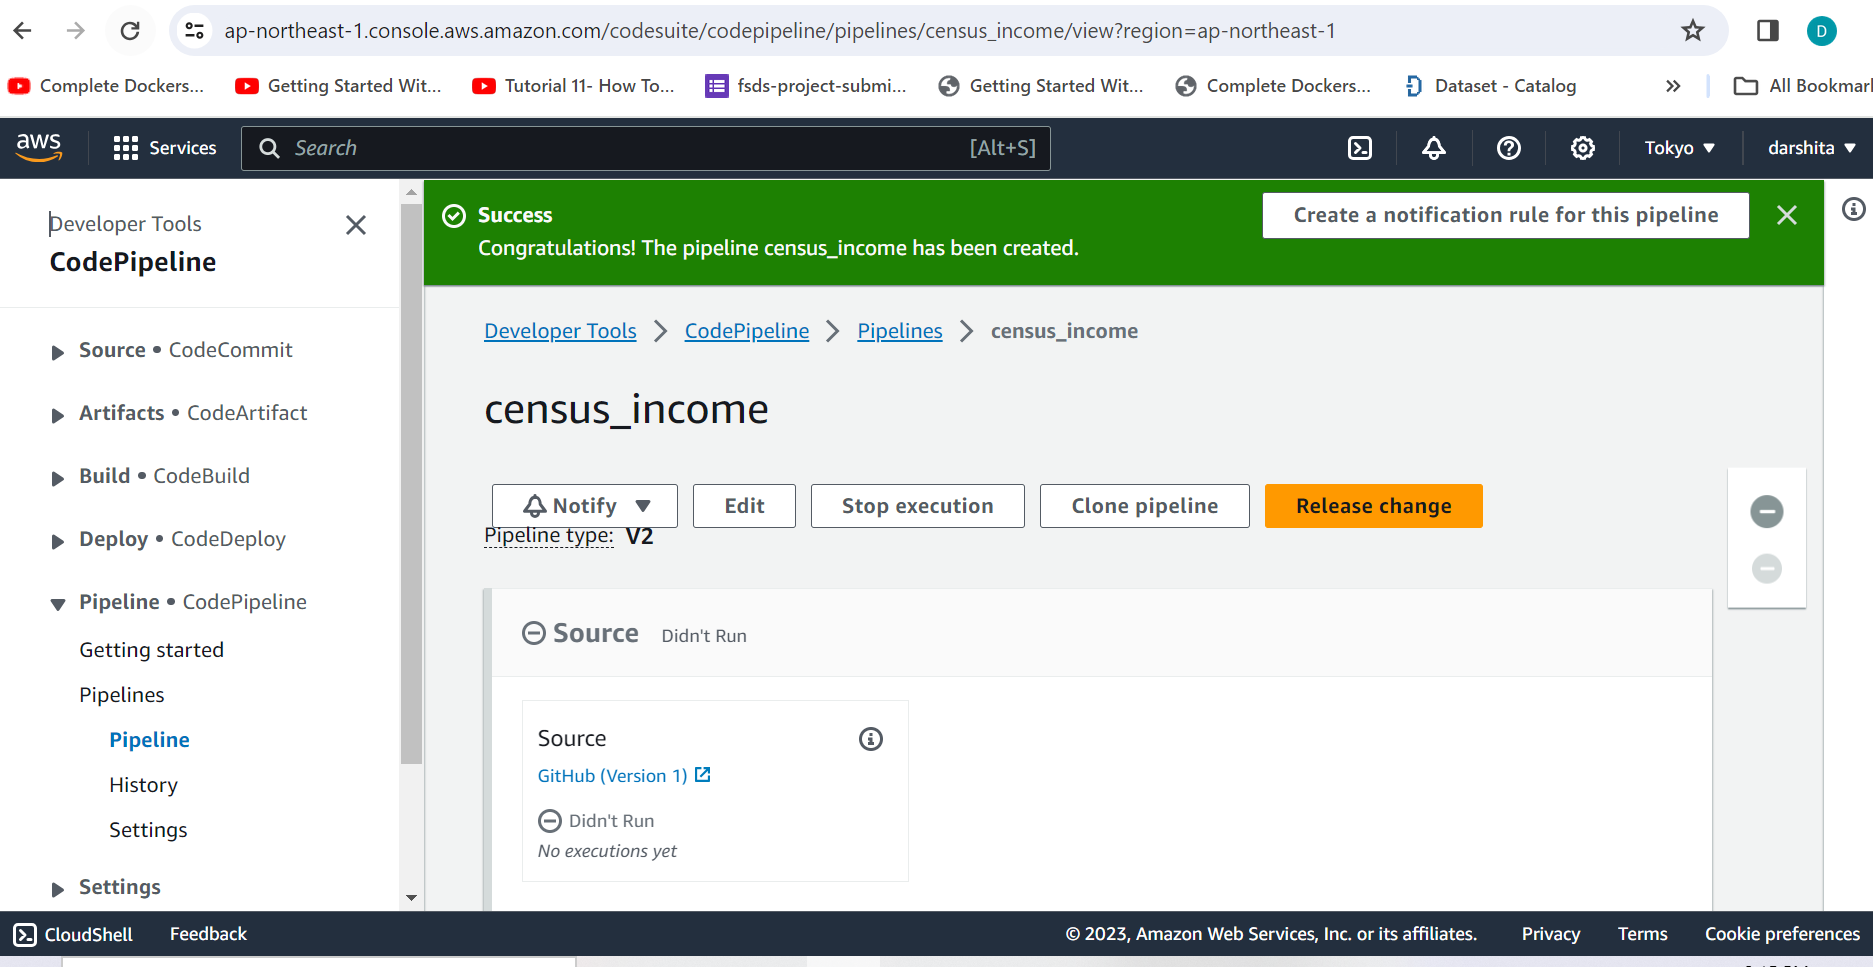 ap-northeast-1.console.aws.amazon.com/codesuite/codepipeline/pipelines/census_income/view?region=ap-northeast-1
D
Complete Dockers...
Getting Started Wit...
Tutorial 11- How To...
fsds-project-submi...
Getting Started Wit...
Complete Dockers...
Dataset - Catalog
»
All Bookmar
aws
Services
Search
[Alt+S]
Tokyo
darshita
Developer Tools
CodePipeline
Source • CodeCommit
Artifacts • CodeArtifact
Build • CodeBuild
Deploy • CodeDeploy
Pipeline • CodePipeline
Getting started
Pipelines
Pipeline
History
Settings
Settings
Success
Congratulations! The pipeline census_income has been created.
Create a notification rule for this pipeline
Developer Tools
CodePipeline
Pipelines
census_income
census_income
Notify
Edit
Stop execution
Clone pipeline
Release change
Pipeline type: V2
Source Didn't Run
Source
GitHub (Version 1)
Didn't Run
No executions yet
CloudShell
Feedback
© 2023, Amazon Web Services, Inc. or its affiliates.
Privacy
Terms
Cookie preferences